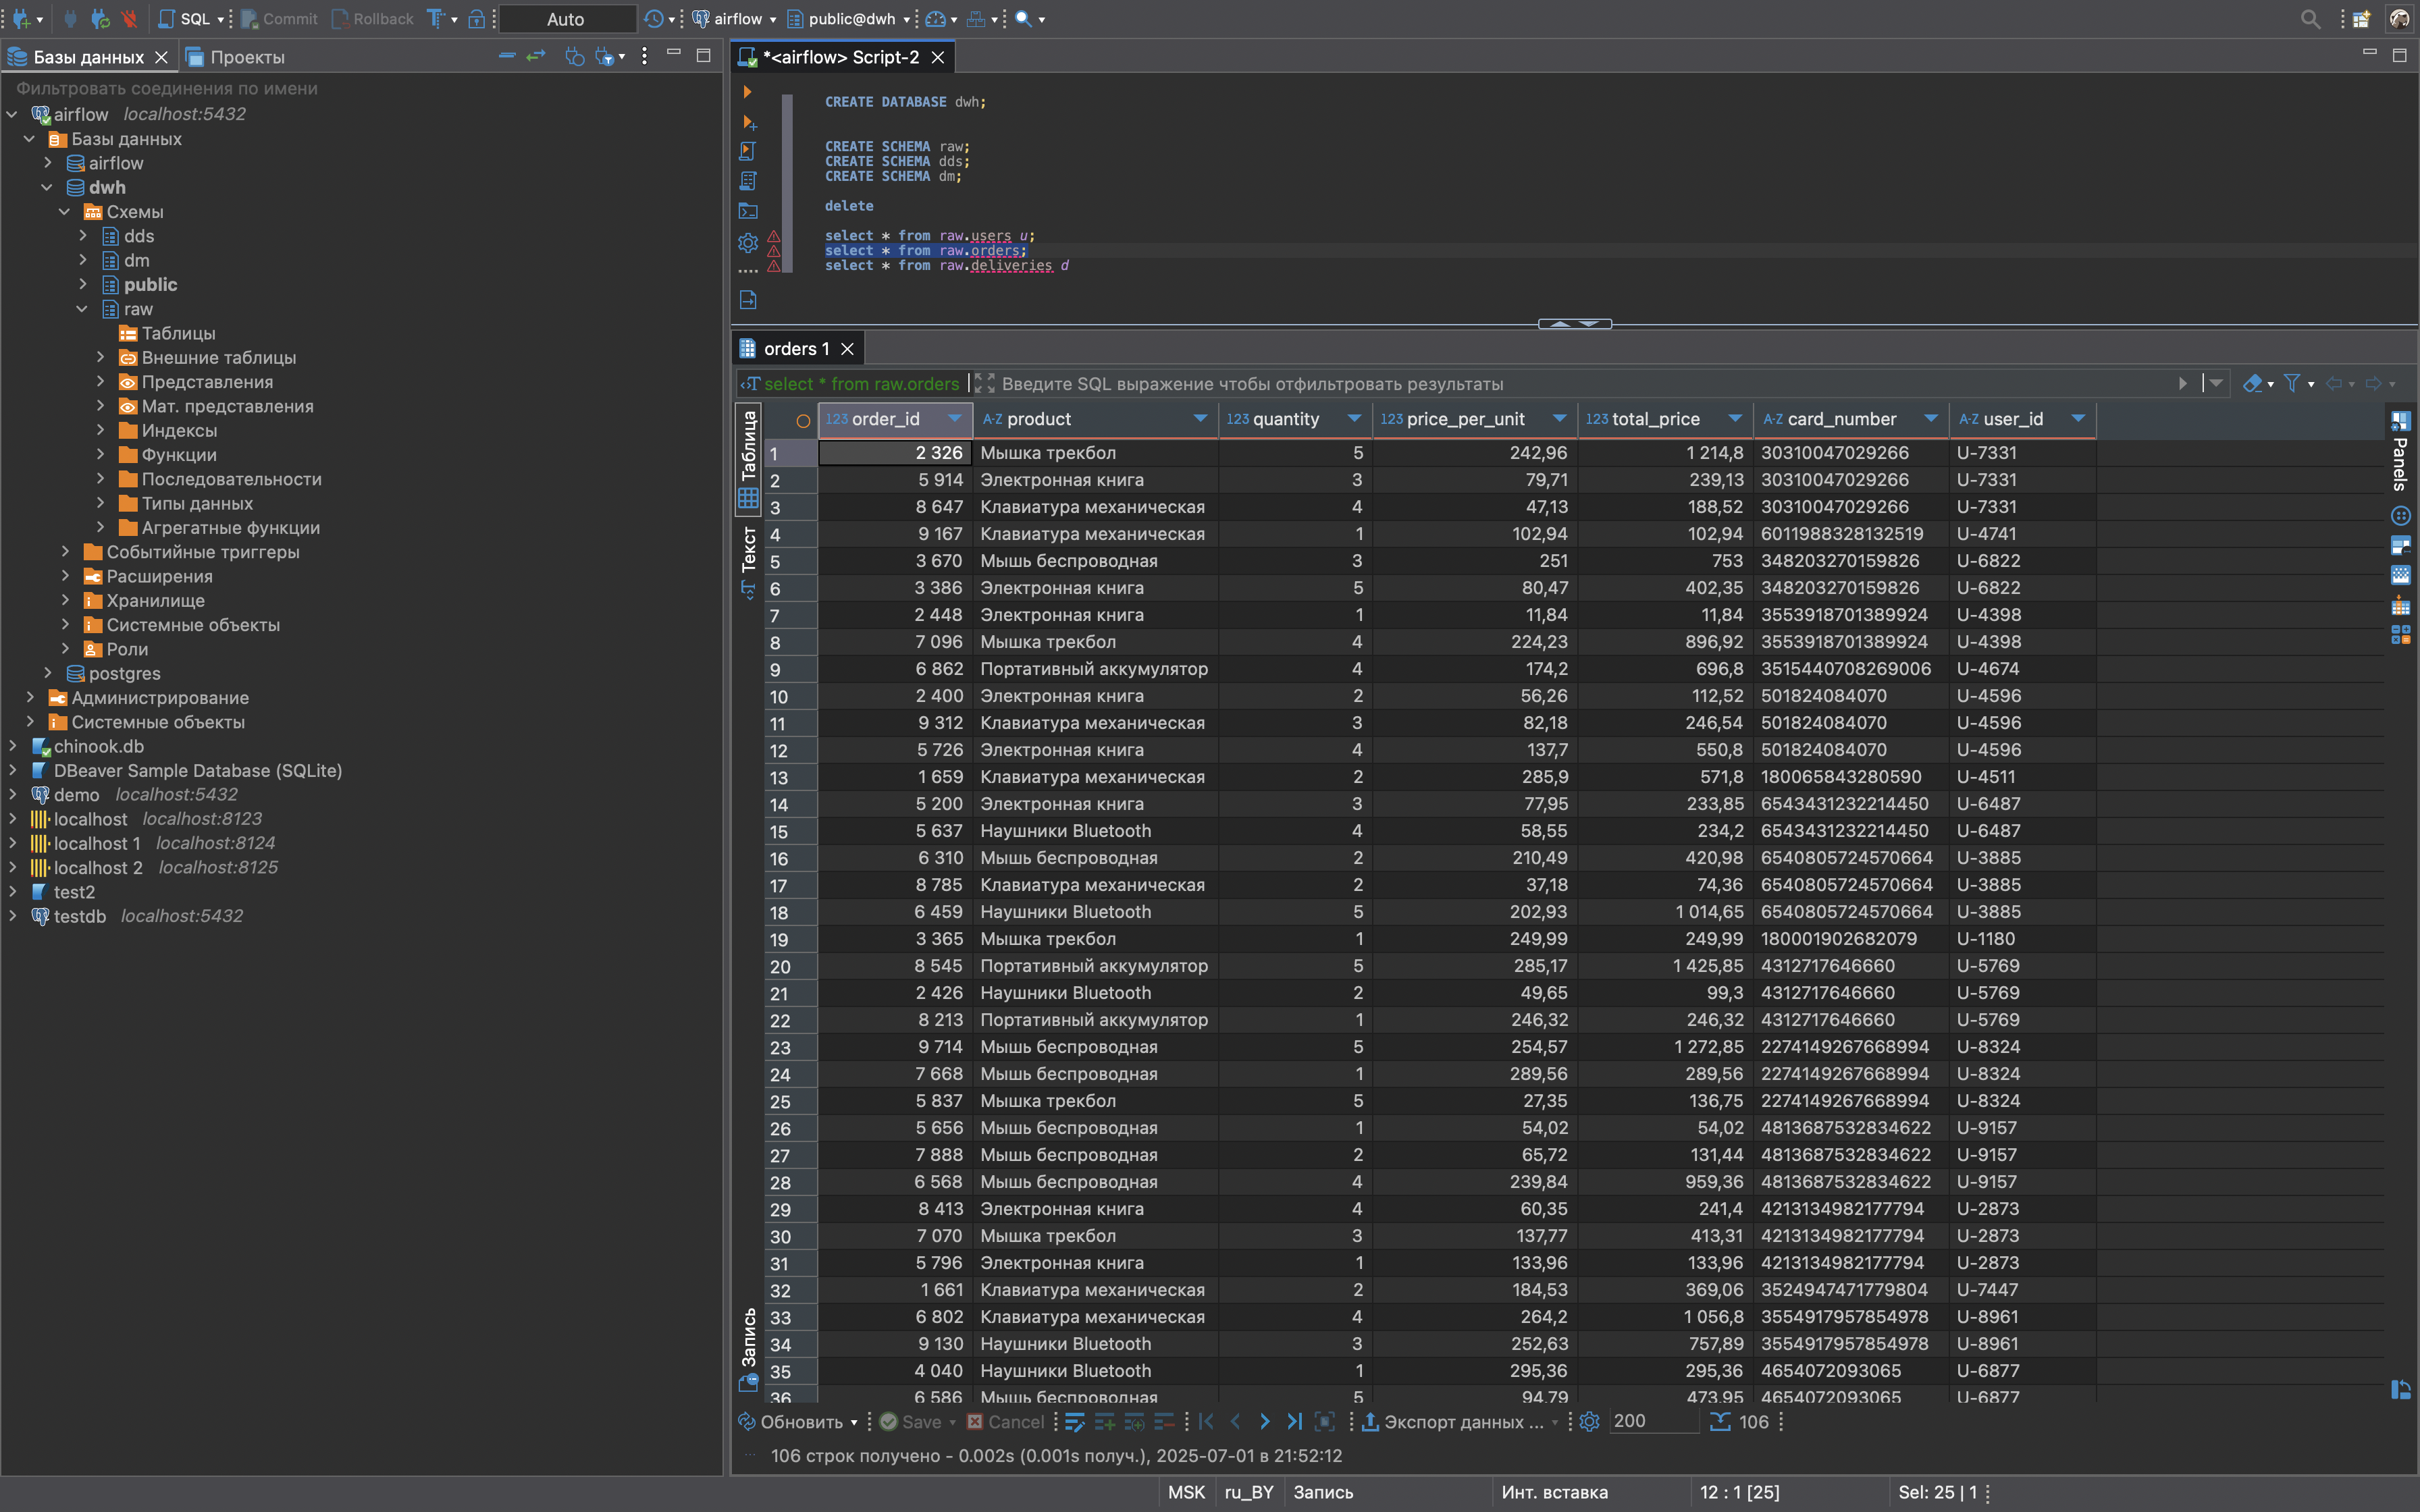 SQL Commit Rollback Auto airflow public@dwh
Базы данных Проекты
Фильтровать соединения по имени
airflow localhost:5432
Базы данных
airflow
dwh
Схемы
dds
dm
public
raw
Таблицы
Внешние таблицы
Представления
Мат. представления
Индексы
Функции
Последовательности
Типы данных
Агрегатные функции
Событийные триггеры
Расширения
Хранилище
Системные объекты
Роли
postgres
Администрирование
Системные объекты
chinook.db
DBeaver Sample Database (SQLite)
demo localhost:5432
localhost localhost:8123
localhost 1 localhost:8124
localhost 2 localhost:8125
test2
testdb localhost:5432
*<airflow> Script-2
CREATE DATABASE dwh;
CREATE SCHEMA raw;
CREATE SCHEMA dds;
CREATE SCHEMA dm;
delete
select * from raw.users u;
select * from raw.orders;
select * from raw.deliveries d
orders 1
select * from raw.orders Введите SQL выражение чтобы отфильтровать результаты
Таблица
Текст
Запись
Panels
123 order_id A-Z product 123 quantity 123 price_per_unit 123 total_price A-Z card_number A-Z user_id
1 2 326 Мышка трекбол 5 242,96 1 214,8 30310047029266 U-7331
2 5 914 Электронная книга 3 79,71 239,13 30310047029266 U-7331
3 8 647 Клавиатура механическая 4 47,13 188,52 30310047029266 U-7331
4 9 167 Клавиатура механическая 1 102,94 102,94 6011988328132519 U-4741
5 3 670 Мышь беспроводная 3 251 753 348203270159826 U-6822
6 3 386 Электронная книга 5 80,47 402,35 348203270159826 U-6822
7 2 448 Электронная книга 1 11,84 11,84 3553918701389924 U-4398
8 7 096 Мышка трекбол 4 224,23 896,92 3553918701389924 U-4398
9 6 862 Портативный аккумулятор 4 174,2 696,8 3515440708269006 U-4674
10 2 400 Электронная книга 2 56,26 112,52 501824084070 U-4596
11 9 312 Клавиатура механическая 3 82,18 246,54 501824084070 U-4596
12 5 726 Электронная книга 4 137,7 550,8 501824084070 U-4596
13 1 659 Клавиатура механическая 2 285,9 571,8 180065843280590 U-4511
14 5 200 Электронная книга 3 77,95 233,85 6543431232214450 U-6487
15 5 637 Наушники Bluetooth 4 58,55 234,2 6543431232214450 U-6487
16 6 310 Мышь беспроводная 2 210,49 420,98 6540805724570664 U-3885
17 8 785 Клавиатура механическая 2 37,18 74,36 6540805724570664 U-3885
18 6 459 Наушники Bluetooth 5 202,93 1 014,65 6540805724570664 U-3885
19 3 365 Мышка трекбол 1 249,99 249,99 180001902682079 U-1180
20 8 545 Портативный аккумулятор 5 285,17 1 425,85 4312717646660 U-5769
21 2 426 Наушники Bluetooth 2 49,65 99,3 4312717646660 U-5769
22 8 213 Портативный аккумулятор 1 246,32 246,32 4312717646660 U-5769
23 9 714 Мышь беспроводная 5 254,57 1 272,85 2274149267668994 U-8324
24 7 668 Мышь беспроводная 1 289,56 289,56 2274149267668994 U-8324
25 5 837 Мышка трекбол 5 27,35 136,75 2274149267668994 U-8324
26 5 656 Мышь беспроводная 1 54,02 54,02 4813687532834622 U-9157
27 7 888 Мышь беспроводная 2 65,72 131,44 4813687532834622 U-9157
28 6 568 Мышь беспроводная 4 239,84 959,36 4813687532834622 U-9157
29 8 413 Электронная книга 4 60,35 241,4 4213134982177794 U-2873
30 7 070 Мышка трекбол 3 137,77 413,31 4213134982177794 U-2873
31 5 796 Электронная книга 1 133,96 133,96 4213134982177794 U-2873
32 1 661 Клавиатура механическая 2 184,53 369,06 3524947471779804 U-7447
33 6 802 Клавиатура механическая 4 264,2 1 056,8 3554917957854978 U-8961
34 9 130 Наушники Bluetooth 3 252,63 757,89 3554917957854978 U-8961
35 4 040 Наушники Bluetooth 1 295,36 295,36 4654072093065 U-6877
36 6 586 Мышь беспроводная 5 94,79 473,95 4654072093065 U-6877
Обновить Save Cancel Экспорт данных ... 200 106
106 строк получено - 0.002s (0.001s получ.), 2025-07-01 в 21:52:12
MSK ru_BY Запись Инт. вставка 12 : 1 [25] Sel: 25 | 1